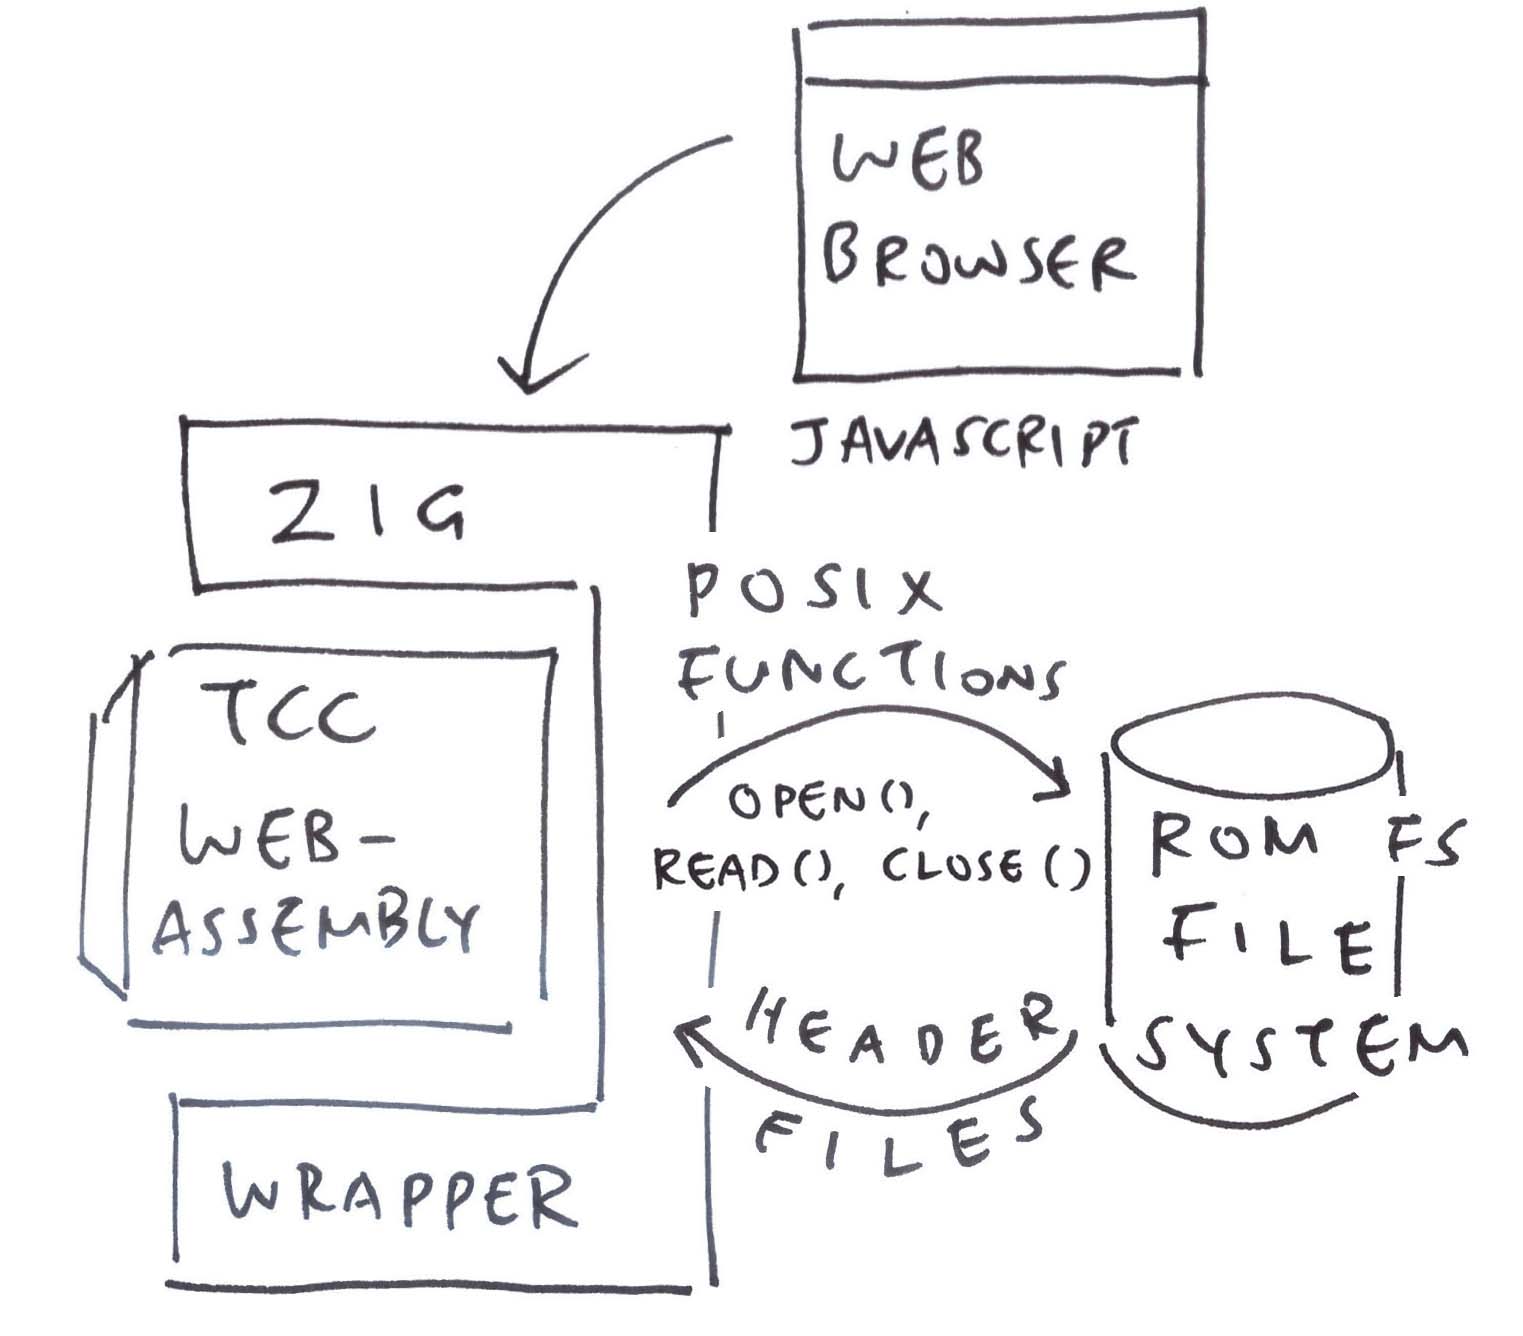 WEB
BROWSER
JAVASCRIPT
ZIG
POSIX
FUNCTIONS
TCC
WEB-
ASSEMBLY
OPEN(),
READ(), CLOSE()
ROM FS
FILE
SYSTEM
HEADER
FILES
WRAPPER